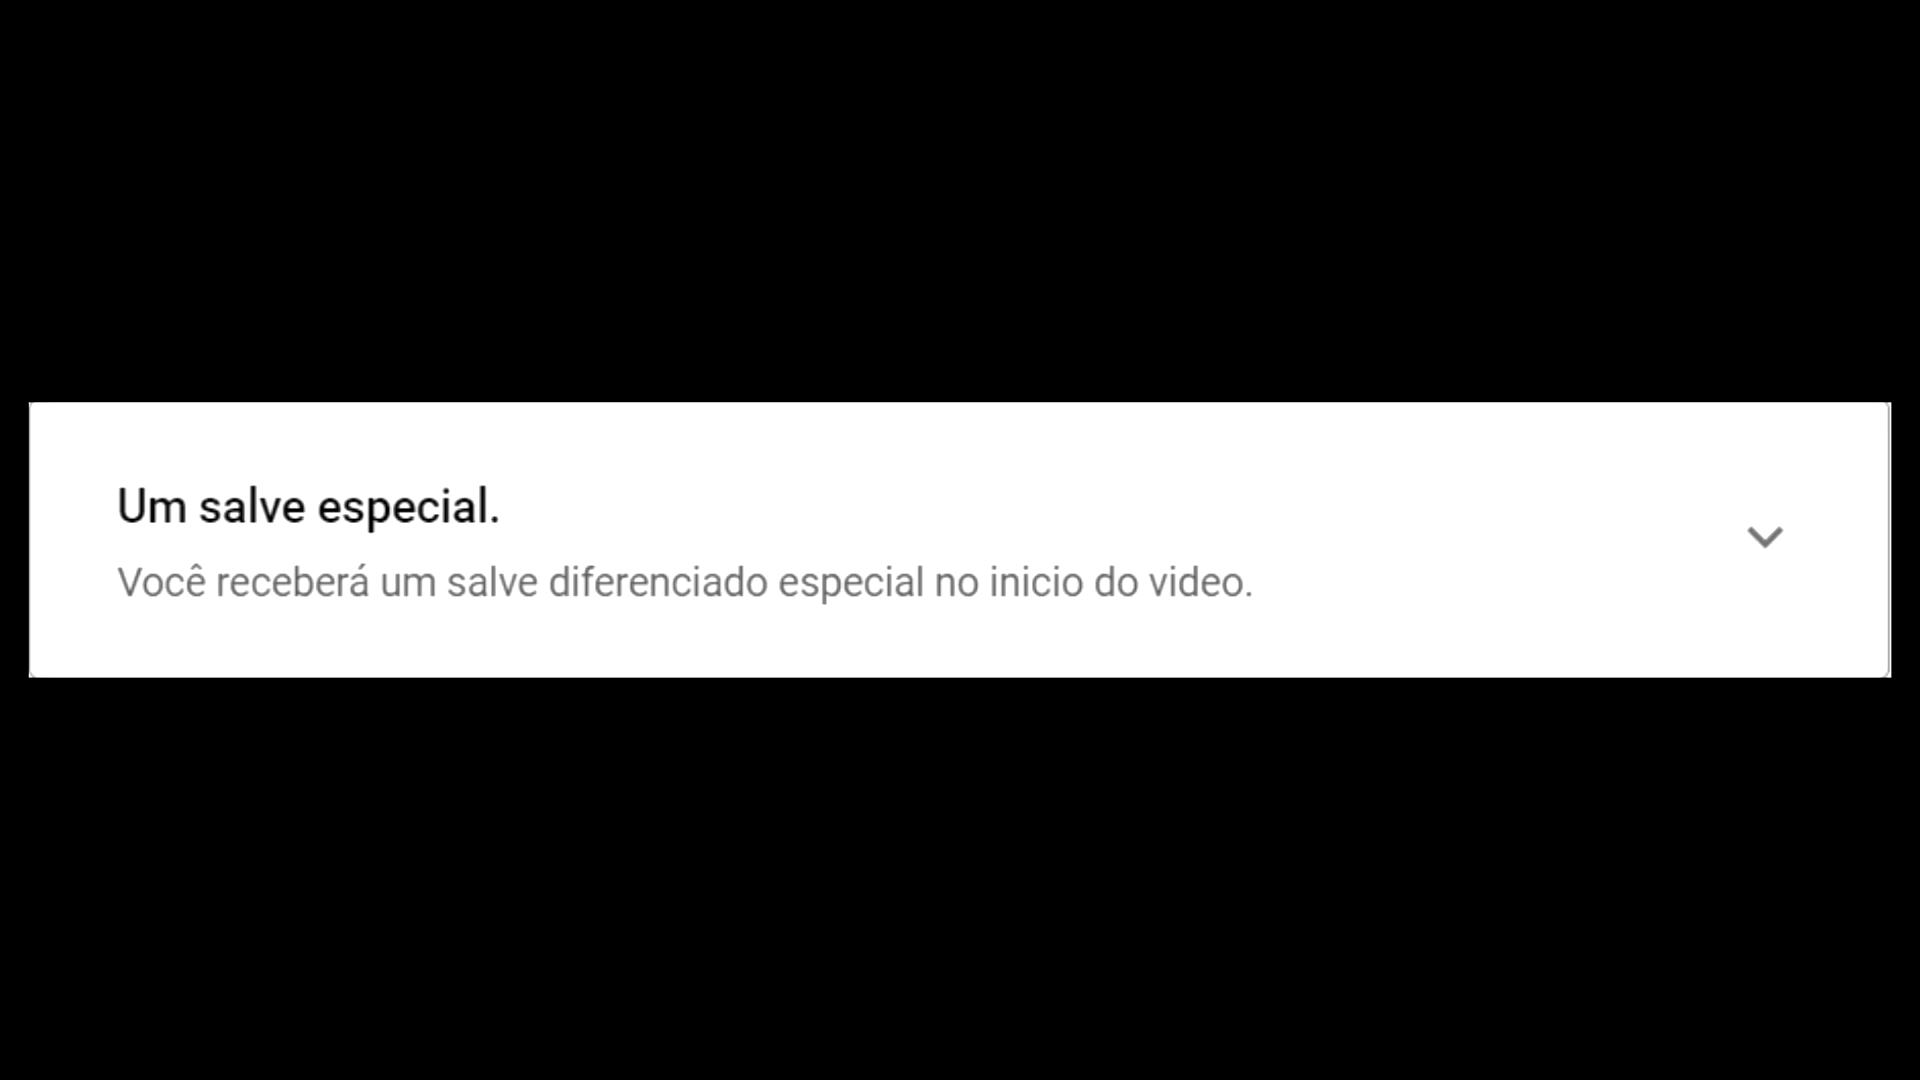 Um salve especial.
Você receberá um salve diferenciado especial no inicio do video.